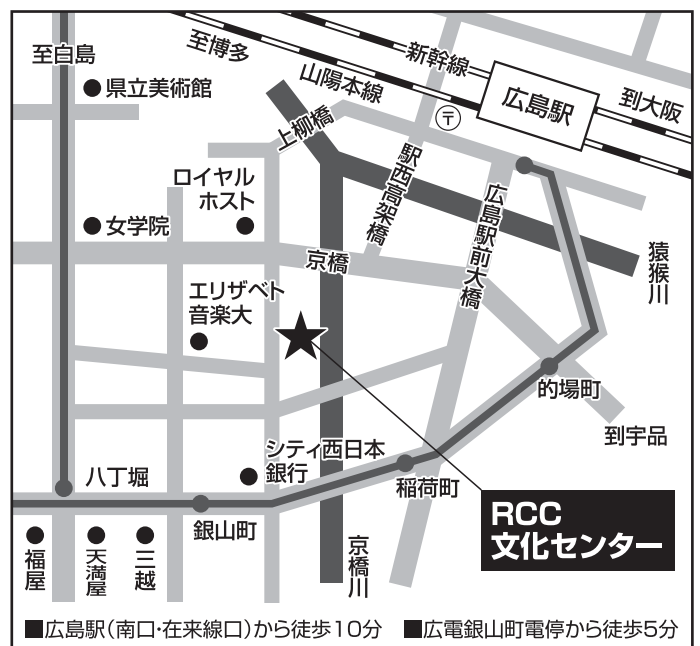 至白島
至博多
新幹線
県立美術館
山陽本線
広島駅
到大阪
〒
上柳橋
駅西高架橋
ロイヤル
ホスト
広島駅前大橋
女学院
京橋
猿猴川
エリザベト
音楽大
的場町
到宇品
シティ西日本
銀行
八丁堀
稲荷町
銀山町
RCC
文化センター
福屋
天満屋
三越
京橋川
■広島駅(南口・在来線口)から徒歩10分 ■広電銀山町電停から徒歩5分